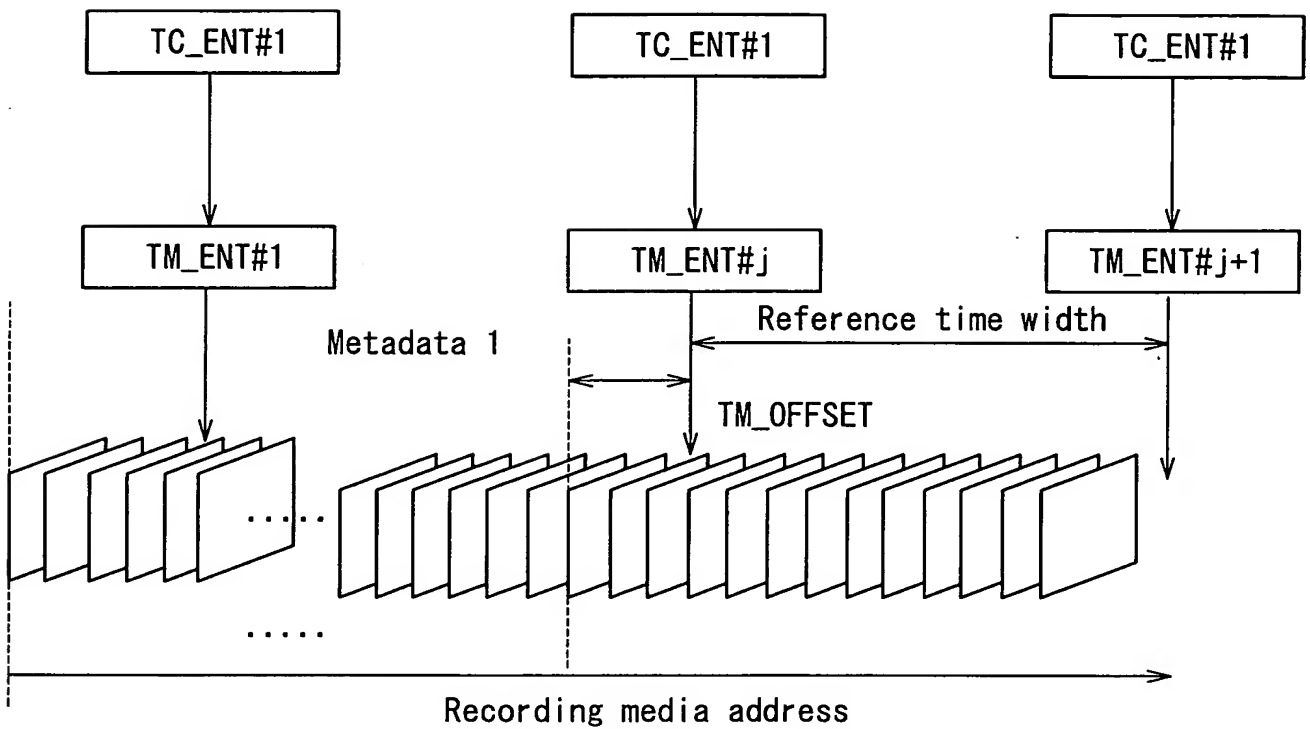 TC_ENT#1 TC_ENT#1 TC_ENT#1
TM_ENT#1 TM_ENT#j TM_ENT#j+1
Reference time width
Metadata 1
TM_OFFSET
.....
.....
Recording media address